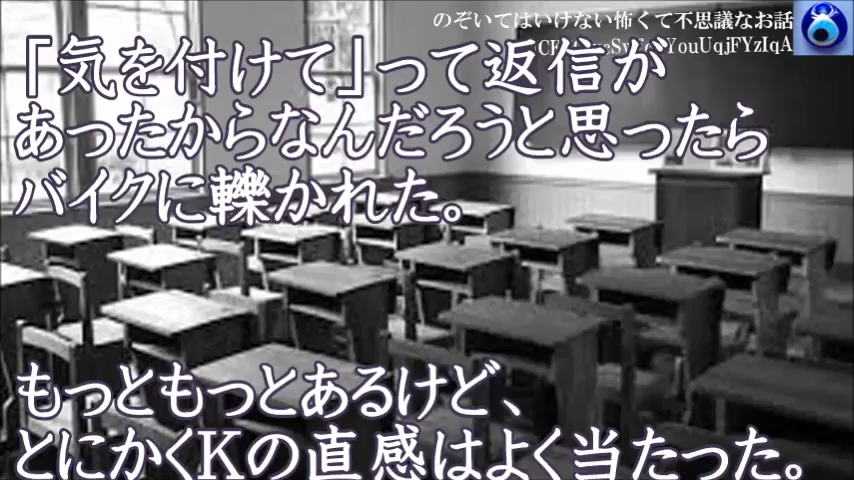 のぞいてはいけない怖くて不思議なお話
「気を付けて」って返信が
あったからなんだろうと思ったら
バイクに轢かれた。
もっともっとあるけど、
とにかくKの直感はよく当たった。